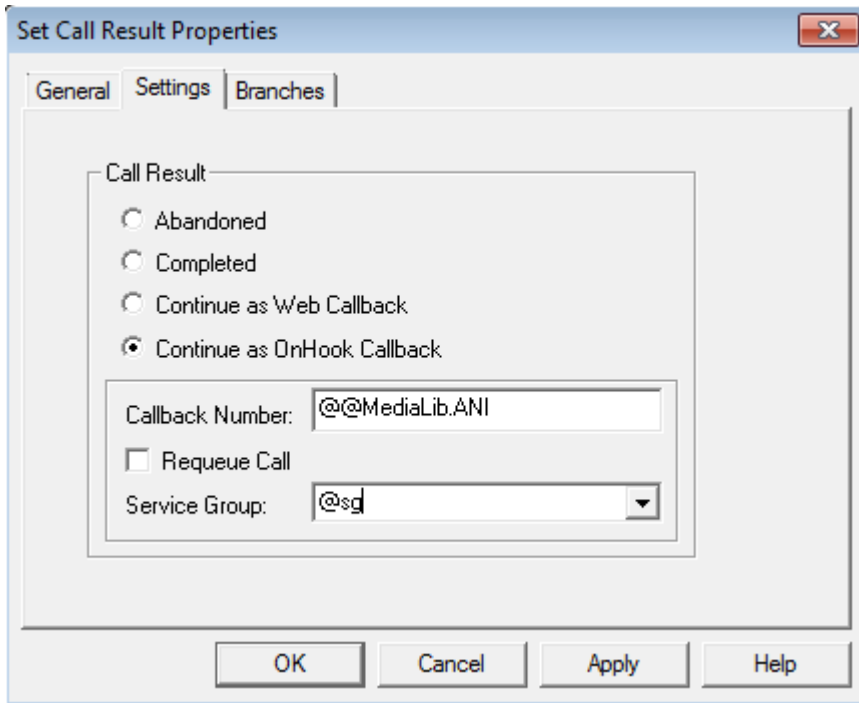 Set Call Result Properties
General Settings Branches
Call Result
Abandoned
Completed
Continue as Web Callback
Continue as OnHook Callback
Callback Number: @@MediaLib.ANI
Requeue Call
Service Group: @sg
OK Cancel Apply Help